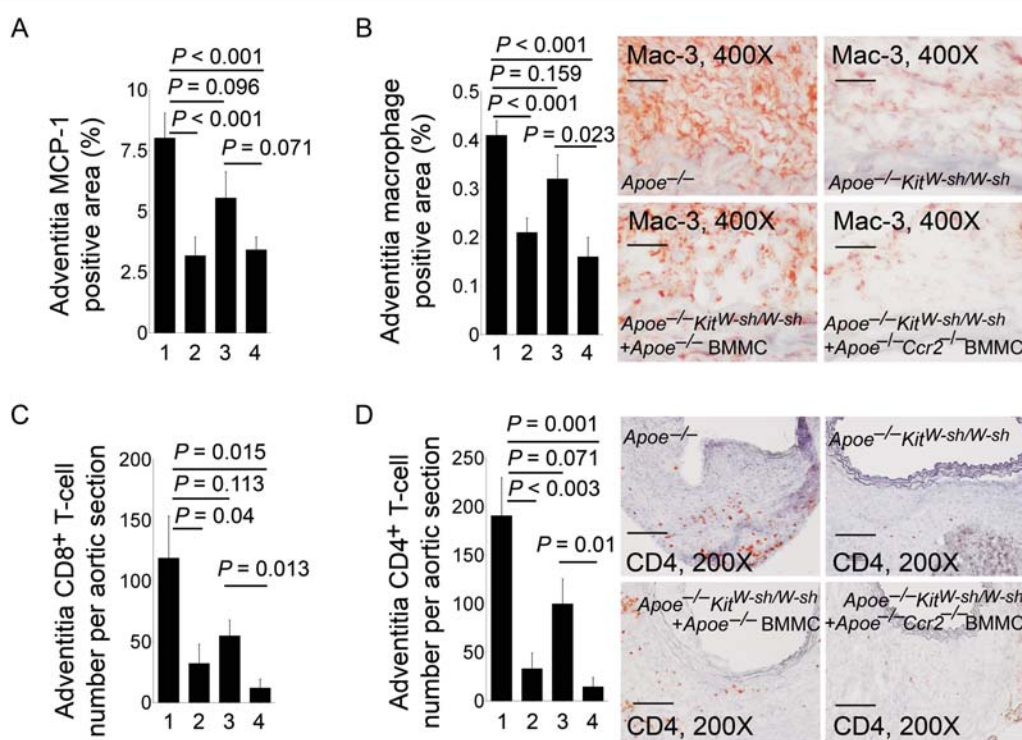 A
P < 0.001
P = 0.096
P < 0.001
P = 0.071
Adventitia MCP-1
positive area (%)
10
7.5
5
2.5
0
1 2 3 4
B
P < 0.001
P = 0.159
P < 0.001
P = 0.023
Adventitia macrophage
positive area (%)
0.5
0.4
0.3
0.2
0.1
0
1 2 3 4
Mac-3, 400X
Apoe–/–
Mac-3, 400X
Apoe–/–KitW-sh/W-sh
Mac-3, 400X
Apoe–/–KitW-sh/W-sh
+Apoe–/– BMMC
Mac-3, 400X
Apoe–/–KitW-sh/W-sh
+Apoe–/–Ccr2–/–BMMC
C
P = 0.015
P = 0.113
P = 0.04
P = 0.013
Adventitia CD8+ T-cell
number per aortic section
200
150
100
50
0
1 2 3 4
D
P = 0.001
P = 0.071
P < 0.003
P = 0.01
Adventitia CD4+ T-cell
number per aortic section
250
200
150
100
50
0
1 2 3 4
Apoe–/–
CD4, 200X
Apoe–/–KitW-sh/W-sh
CD4, 200X
Apoe–/–KitW-sh/W-sh
+Apoe–/– BMMC
CD4, 200X
Apoe–/–KitW-sh/W-sh
+Apoe–/–Ccr2–/–BMMC
CD4, 200X